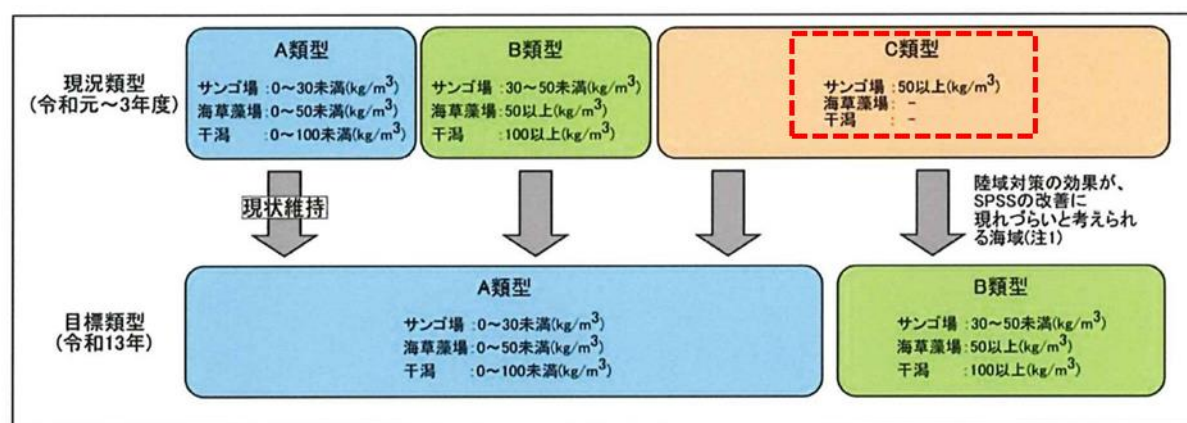 現況類型
(令和元～3年度)
A類型
サンゴ場 :0～30未満(kg/m³)
海草藻場:0～50未満(kg/m³)
干潟 :0～100未満(kg/m³)
B類型
サンゴ場 :30～50未満(kg/m³)
海草藻場:50以上(kg/m³)
干潟 :100以上(kg/m³)
C類型
サンゴ場 :50以上(kg/m³)
海草藻場: -
干潟 : -
現状維持
陸域対策の効果が、
SPSSの改善に
現れづらいと考えられ
る海域(注1)
目標類型
(令和13年)
A類型
サンゴ場 :0～30未満(kg/m³)
海草藻場:0～50未満(kg/m³)
干潟 :0～100未満(kg/m³)
B類型
サンゴ場 :30～50未満(kg/m³)
海草藻場:50以上(kg/m³)
干潟 :100以上(kg/m³)